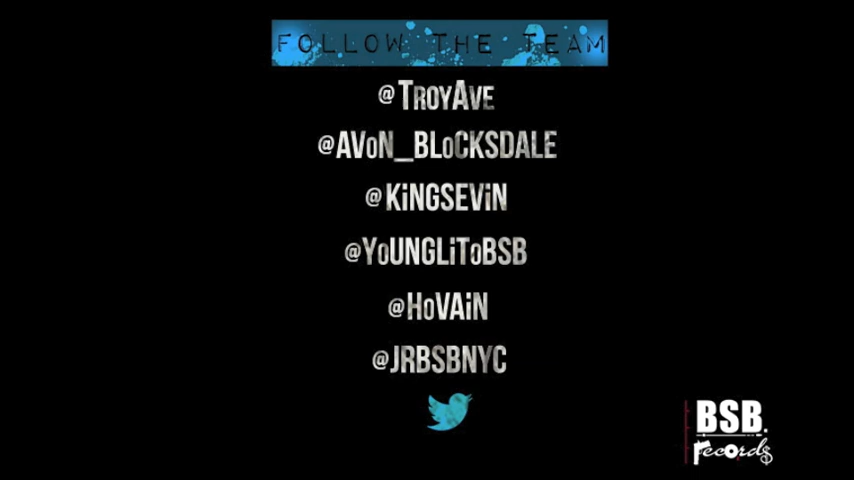 FOLLOW THE TEAM
@TROYAVE
@AVoN_BLoCKSDALE
@KiNGSEViN
@YoUNGLiToBSB
@HoVAiN
@JRBSBNYC
BSB.
records